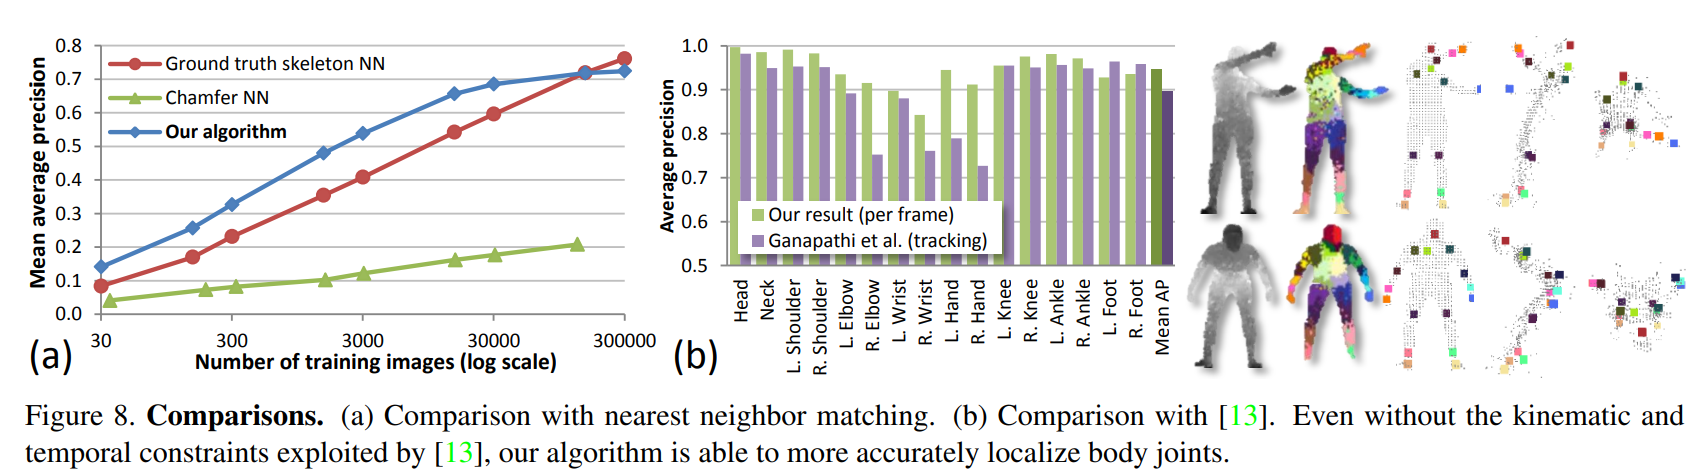 0.8
0.7
0.6
0.5
0.4
0.3
0.2
0.1
0.0
Mean average precision
Ground truth skeleton NN
Chamfer NN
Our algorithm
30 300 3000 30000 300000
Number of training images (log scale)
(a)
1.0
0.9
0.8
0.7
0.6
0.5
Average precision
Our result (per frame)
Ganapathi et al. (tracking)
Head
Neck
L. Shoulder
R. Shoulder
L. Elbow
R. Elbow
L. Wrist
R. Wrist
L. Hand
R. Hand
L. Knee
R. Knee
L. Ankle
R. Ankle
L. Foot
R. Foot
Mean AP
(b)
Figure 8. Comparisons. (a) Comparison with nearest neighbor matching. (b) Comparison with [13]. Even without the kinematic and
temporal constraints exploited by [13], our algorithm is able to more accurately localize body joints.